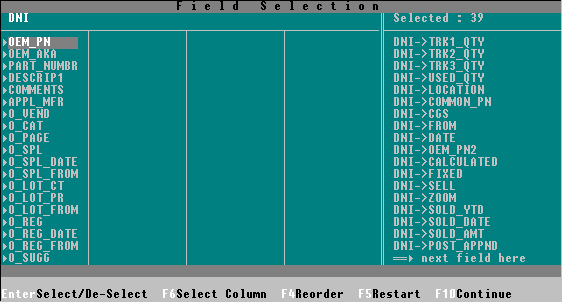 Field Selection
DNI
Selected : 39
OEM_PN
OEM_AKA
PART_NUMBR
DESCRIP1
COMMENTS
APPL_MFR
O_VEND
O_CAT
O_PAGE
O_SPL
O_SPL_DATE
O_SPL_FROM
O_LOT_CT
O_LOT_PR
O_LOT_FROM
O_REG
O_REG_DATE
O_REG_FROM
O_SUGG
DNI->TRK1_QTY
DNI->TRK2_QTY
DNI->TRK3_QTY
DNI->USED_QTY
DNI->LOCATION
DNI->COMMON_PN
DNI->CGS
DNI->FROM
DNI->DATE
DNI->OEM_PN2
DNI->CALCULATED
DNI->FIXED
DNI->SELL
DNI->ZOOM
DNI->SOLD_YTD
DNI->SOLD_DATE
DNI->SOLD_AMT
DNI->POST_APPND
next field here
Enter Select/De-Select F6 Select Column F4 Reorder F5 Restart F10 Continue